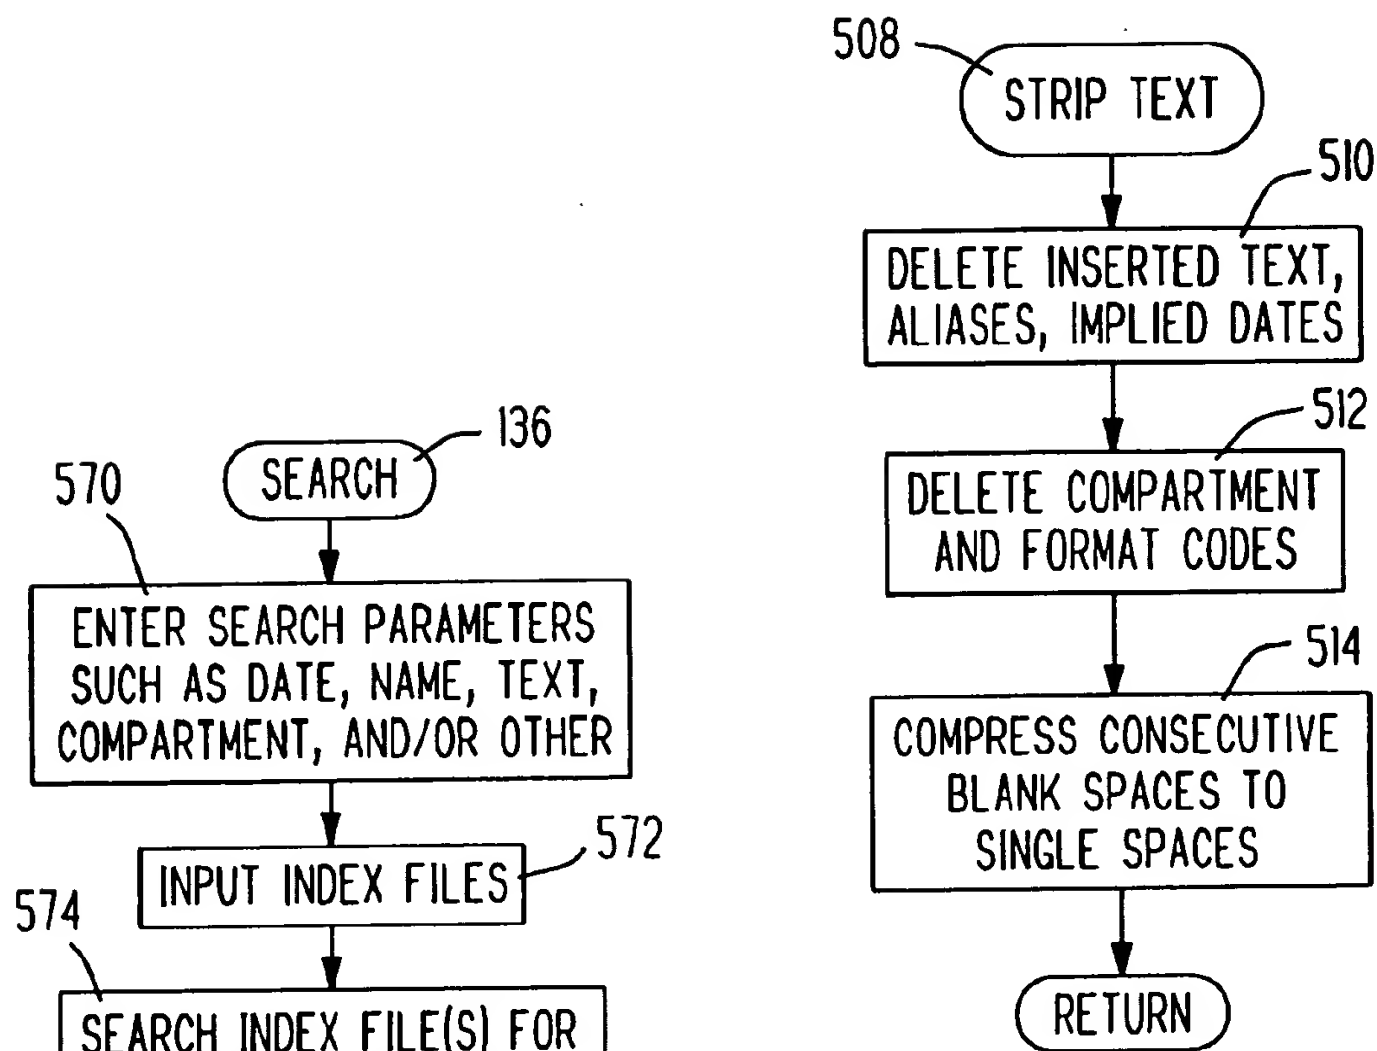 508
STRIP TEXT
510
DELETE INSERTED TEXT,
ALIASES, IMPLIED DATES
512
DELETE COMPARTMENT
AND FORMAT CODES
514
COMPRESS CONSECUTIVE
BLANK SPACES TO
SINGLE SPACES
RETURN
136
SEARCH
570
ENTER SEARCH PARAMETERS
SUCH AS DATE, NAME, TEXT,
COMPARTMENT, AND/OR OTHER
572
INPUT INDEX FILES
574
SEARCH INDEX FILE(S) FOR